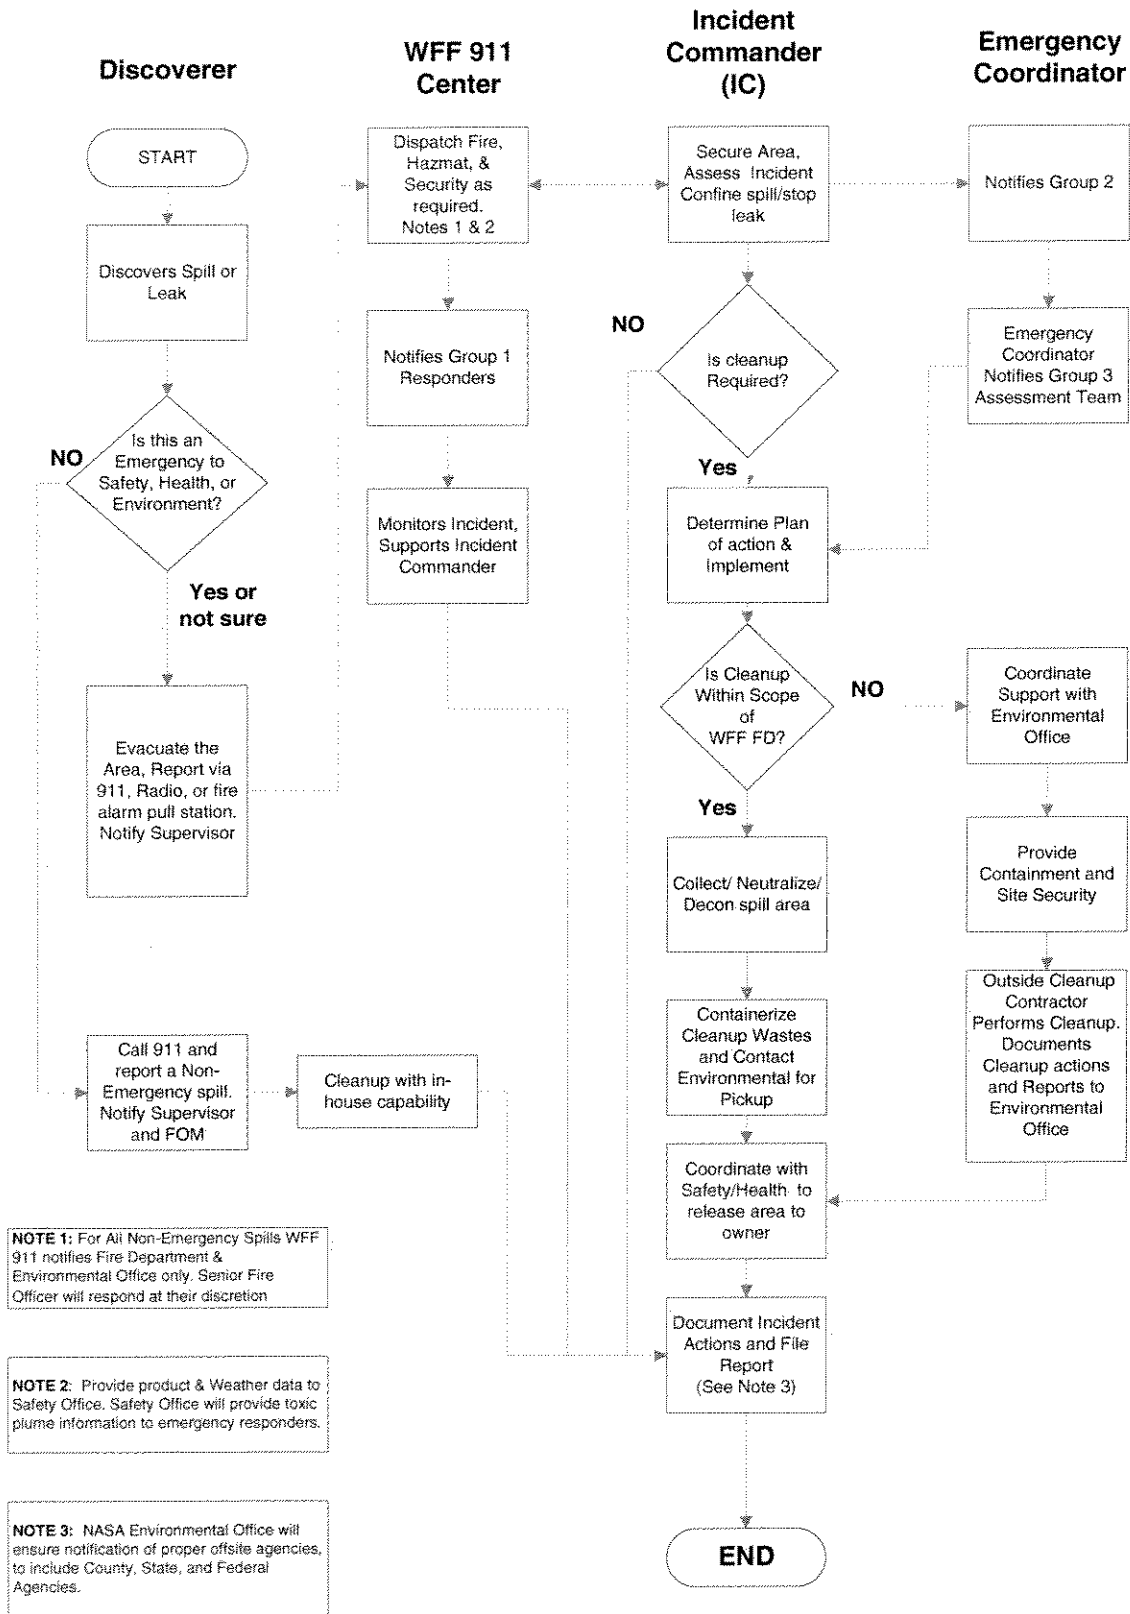 Discoverer
WFF 911
Center
Incident
Commander
(IC)
Emergency
Coordinator
START
Discovers Spill or
Leak
Is this an
Emergency to
Safety, Health, or
Environment?
NO
Yes or
not sure
Evacuate the
Area, Report via
911, Radio, or fire
alarm pull station.
Notify Supervisor
Call 911 and
report a Non-
Emergency spill.
Notify Supervisor
and FOM
Cleanup with in-
house capability
Dispatch Fire,
Hazmat, &
Security as
required.
Notes 1 & 2
Notifies Group 1
Responders
Monitors Incident,
Supports Incident
Commander
Secure Area,
Assess Incident
Confine spill/stop
leak
NO
Is cleanup
Required?
Yes
Determine Plan
of action &
Implement
Is Cleanup
Within Scope
of
WFF FD?
NO
Yes
Collect/ Neutralize/
Decon spill area
Containerize
Cleanup Wastes
and Contact
Environmental for
Pickup
Coordinate with
Safety/Health to
release area to
owner
Document Incident
Actions and File
Report
(See Note 3)
END
Notifies Group 2
Emergency
Coordinator
Notifies Group 3
Assessment Team
Coordinate
Support with
Environmental
Office
Provide
Containment and
Site Security
Outside Cleanup
Contractor
Performs Cleanup.
Documents
Cleanup actions
and Reports to
Environmental
Office
NOTE 1: For All Non-Emergency Spills WFF
911 notifies Fire Department &
Environmental Office only. Senior Fire
Officer will respond at their discretion
NOTE 2: Provide product & Weather data to
Safety Office. Safety Office will provide toxic
plume information to emergency responders.
NOTE 3: NASA Environmental Office will
ensure notification of proper offsite agencies,
to include County, State, and Federal
Agencies.